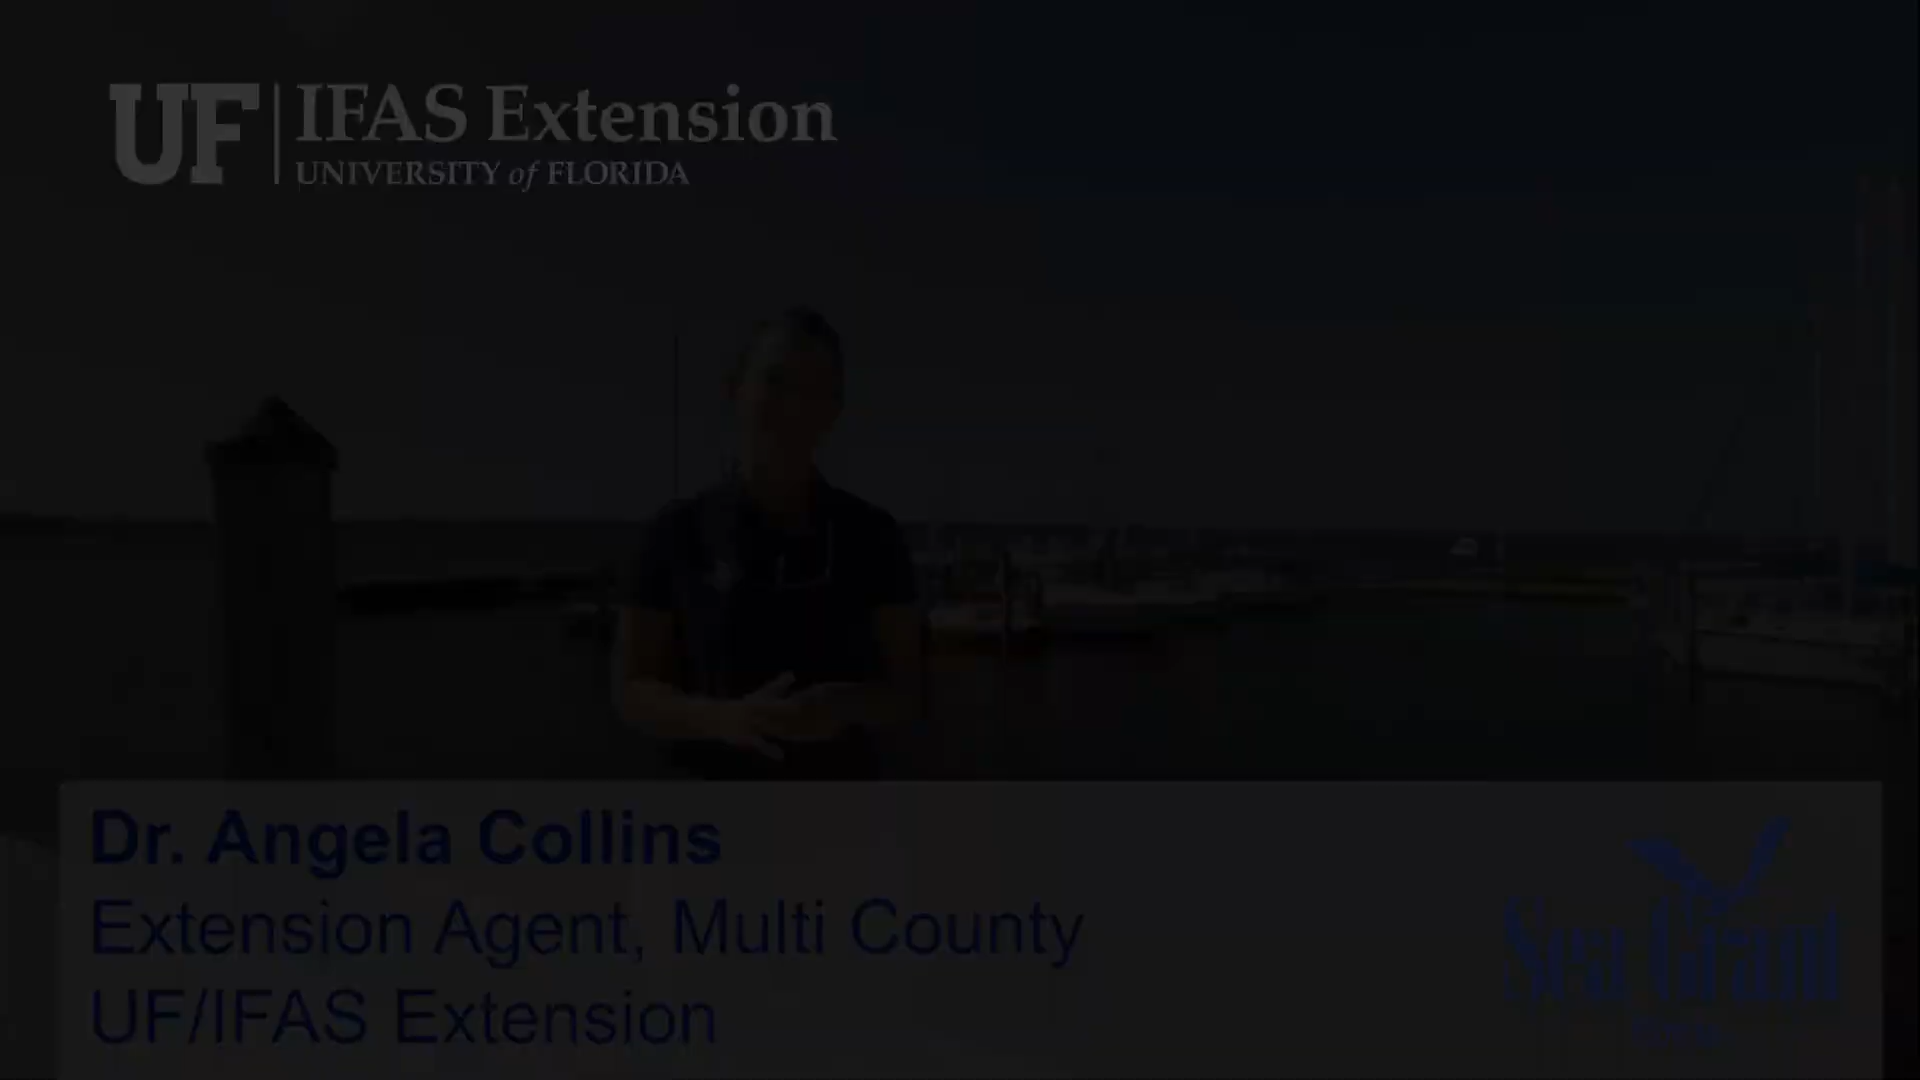 UF IFAS Extension
UNIVERSITY of FLORIDA
Dr. Angela Collins
Extension Agent, Multi County
UF/IFAS Extension
Sea Grant